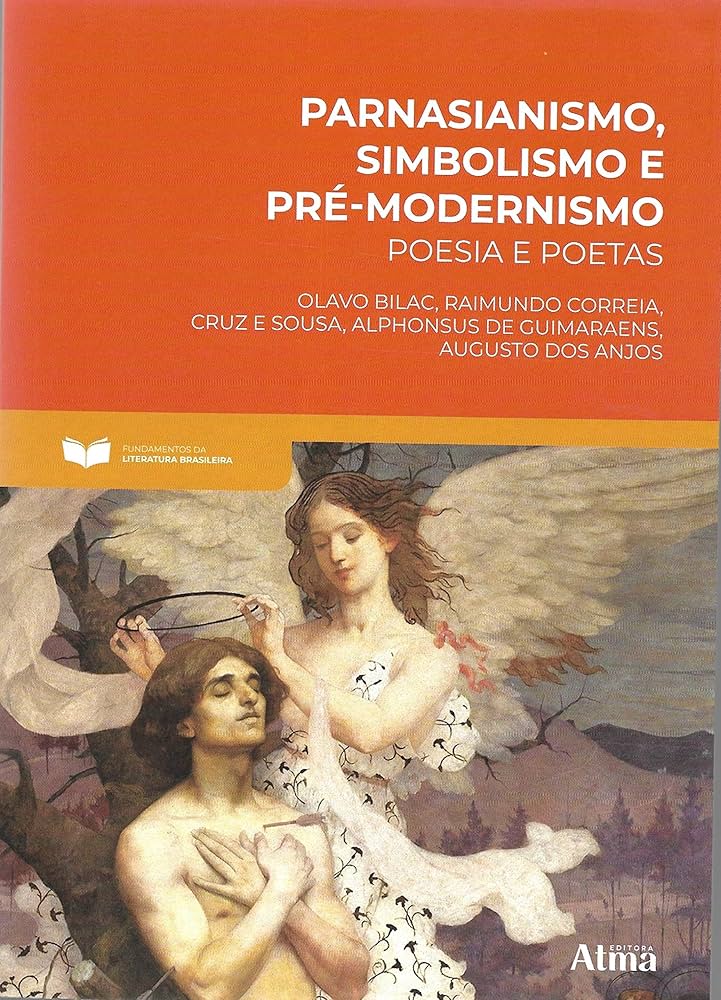 PARNASIANISMO,
SIMBOLISMO E
PRÉ-MODERNISMO
POESIA E POETAS
OLAVO BILAC, RAIMUNDO CORREIA,
CRUZ E SOUSA, ALPHONSUS DE GUIMARAENS,
AUGUSTO DOS ANJOS
FUNDAMENTOS DA
LITERATURA BRASILEIRA
EDITORA
Atma